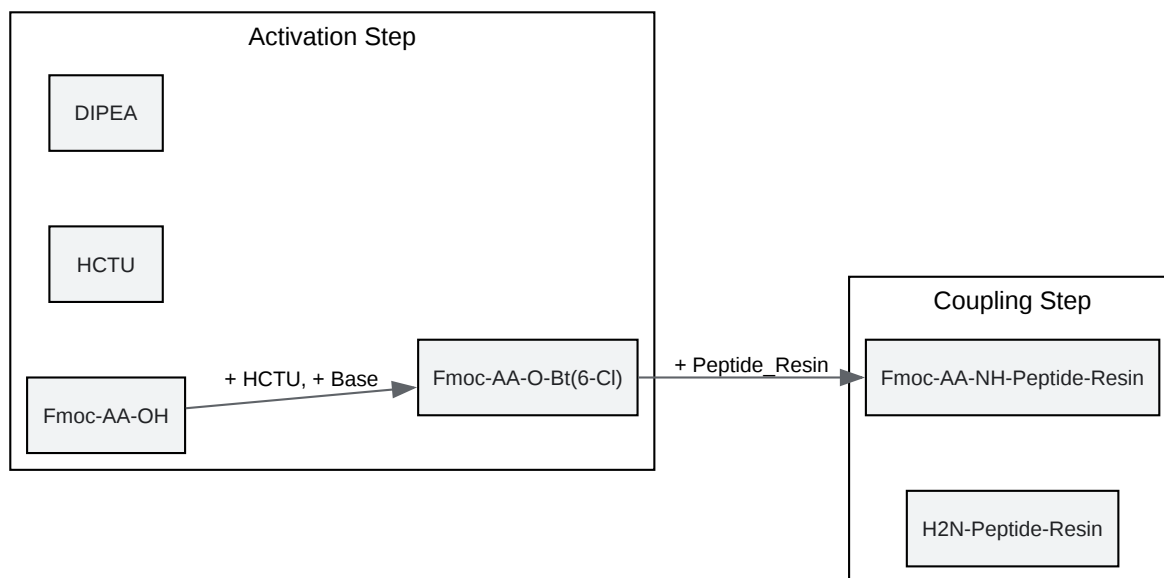 Activation Step
DIPEA
HCTU
Fmoc-AA-OH
+ HCTU, + Base
Fmoc-AA-O-Bt(6-Cl)
+ Peptide_Resin
Coupling Step
Fmoc-AA-NH-Peptide-Resin
H2N-Peptide-Resin